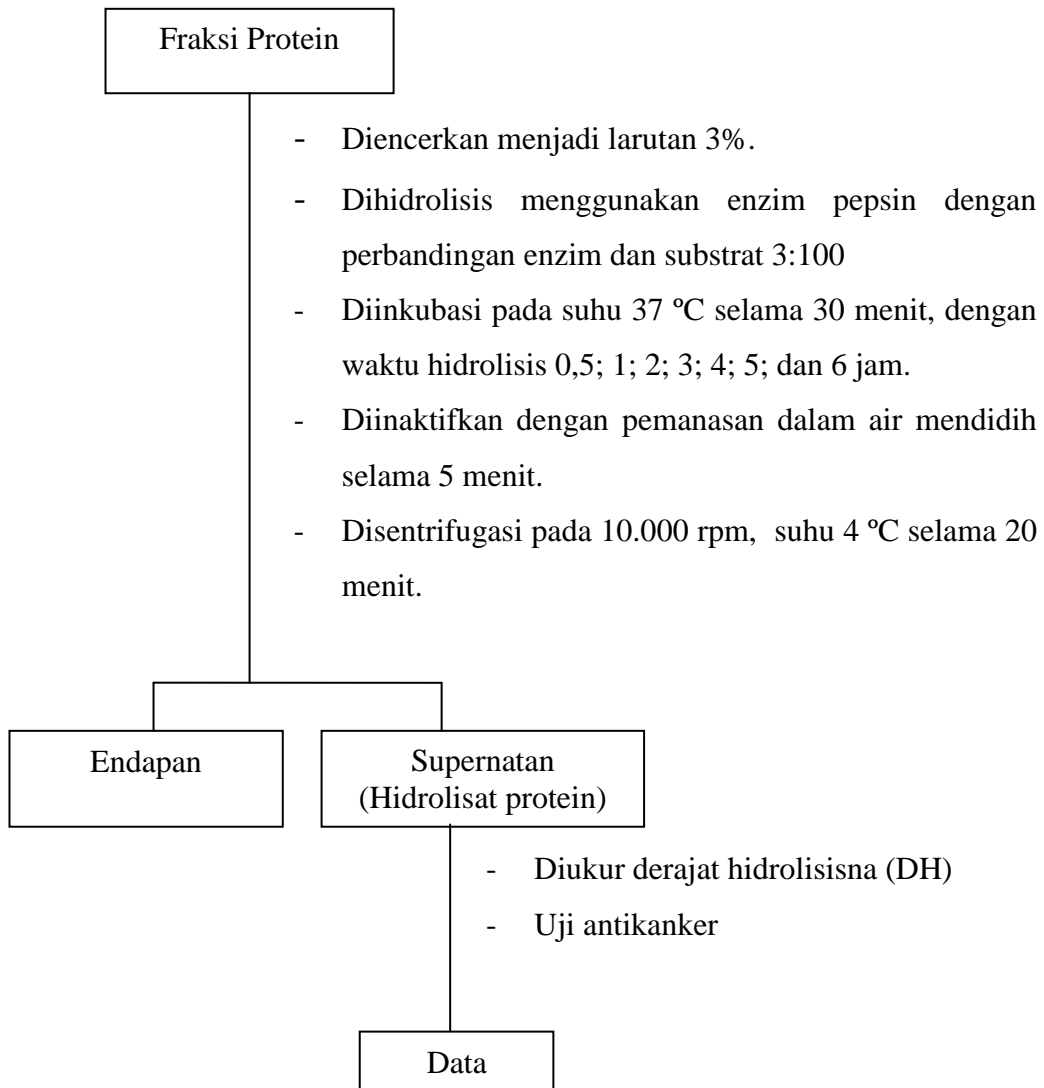 Fraksi Protein
- Diencerkan menjadi larutan 3%.
- Dihidrolisis menggunakan enzim pepsin dengan
perbandingan enzim dan substrat 3:100
- Diinkubasi pada suhu 37 ºC selama 30 menit, dengan
waktu hidrolisis 0,5; 1; 2; 3; 4; 5; dan 6 jam.
- Diinaktifkan dengan pemanasan dalam air mendidih
selama 5 menit.
- Disentrifugasi pada 10.000 rpm, suhu 4 ºC selama 20
menit.
Endapan
Supernatan
(Hidrolisat protein)
- Diukur derajat hidrolisisna (DH)
- Uji antikanker
Data